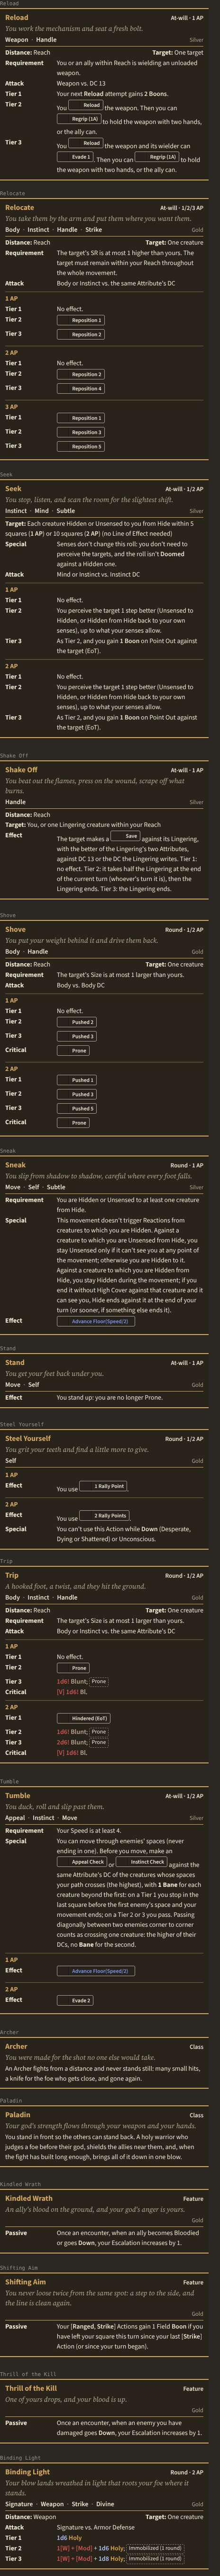 Reload
Reload At-will · 1 AP
You work the mechanism and seat a fresh bolt.
Weapon · Handle Silver
Distance: Reach Target: One target
Requirement You or an ally within Reach is wielding an unloaded
weapon.
Attack Weapon vs. DC 13
Tier 1 Your next Reload attempt gains 2 Boons.
Tier 2 You Reload the weapon. Then you can
Regrip (1A) to hold the weapon with two hands,
or the ally can.
Tier 3 You Reload the weapon and its wielder can
Evade 1 Then you can Regrip (1A) to hold
the weapon with two hands, or the ally can.
Relocate
Relocate At-will · 1/2/3 AP
You take them by the arm and put them where you want them.
Body · Instinct · Handle · Strike Gold
Distance: Reach Target: One creature
Requirement The target's SR is at most 1 higher than yours. The
target must remain within your Reach throughout
the whole movement.
Attack Body or Instinct vs. the same Attribute's DC
1 AP
Tier 1 No effect.
Tier 2 Reposition 1
Tier 3 Reposition 2
2 AP
Tier 1 No effect.
Tier 2 Reposition 2
Tier 3 Reposition 4
3 AP
Tier 1 Reposition 1
Tier 2 Reposition 3
Tier 3 Reposition 5
Seek
Seek At-will · 1/2 AP
You stop, listen, and scan the room for the slightest shift.
Instinct · Mind · Subtle Silver
Target: Each creature Hidden or Unsensed to you from Hide within 5
squares (1 AP) or 10 squares (2 AP) (no Line of Effect needed)
Special Senses don't change this roll: you don't need to
perceive the targets, and the roll isn't Doomed
against a Hidden one.
Attack Mind or Instinct vs. Instinct DC
1 AP
Tier 1 No effect.
Tier 2 You perceive the target 1 step better (Unsensed to
Hidden, or Hidden from Hide back to your own
senses), up to what your senses allow.
Tier 3 As Tier 2, and you gain 1 Boon on Point Out against
the target (EoT).
2 AP
Tier 1 No effect.
Tier 2 You perceive the target 1 step better (Unsensed to
Hidden, or Hidden from Hide back to your own
senses), up to what your senses allow.
Tier 3 As Tier 2, and you gain 1 Boon on Point Out against
the target (EoT).
Shake Off
Shake Off At-will · 1 AP
You beat out the flames, press on the wound, scrape off what
burns.
Handle Silver
Distance: Reach
Target: You, or one Lingering creature within your Reach
Effect The target makes a Save against its Lingering,
with the better of the Lingering's two Attributes,
against DC 13 or the DC the Lingering writes. Tier 1:
no effect. Tier 2: it takes half the Lingering at the end
of the current turn (whoever's turn it is), then the
Lingering ends. Tier 3: the Lingering ends.
Shove
Shove Round · 1/2 AP
You put your weight behind it and drive them back.
Body · Handle Gold
Distance: Reach Target: One creature
Requirement The target's Size is at most 1 larger than yours.
Attack Body vs. Body DC
1 AP
Tier 1 No effect.
Tier 2 Pushed 2
Tier 3 Pushed 3
Critical Prone
2 AP
Tier 1 Pushed 1
Tier 2 Pushed 3
Tier 3 Pushed 5
Critical Prone
Sneak
Sneak Round · 1 AP
You slip from shadow to shadow, careful where every foot falls.
Move · Self · Subtle Silver
Requirement You are Hidden or Unsensed to at least one creature
from Hide.
Special This movement doesn't trigger Reactions from
creatures to which you are Hidden. Against a
creature to which you are Unsensed from Hide, you
stay Unsensed only if it can't see you at any point of
the movement; otherwise you are Hidden to it.
Against a creature to which you are Hidden from
Hide, you stay Hidden during the movement; if you
end it without High Cover against that creature and it
can see you, Hide ends against it at the end of your
turn (or sooner, if something else ends it).
Effect Advance Floor(Speed/2)
Stand
Stand At-will · 1 AP
You get your feet back under you.
Move · Self Gold
Effect You stand up: you are no longer Prone.
Steel Yourself
Steel Yourself Round · 1/2 AP
You grit your teeth and find a little more to give.
Self Gold
1 AP
Effect You use 1 Rally Point.
2 AP
Effect You use 2 Rally Points.
Special You can't use this Action while Down (Desperate,
Dying or Shattered) or Unconscious.
Trip
Trip Round · 1/2 AP
A hooked foot, a twist, and they hit the ground.
Body · Instinct · Handle Gold
Distance: Reach Target: One creature
Requirement The target's Size is at most 1 larger than yours.
Attack Body or Instinct vs. the same Attribute's DC
1 AP
Tier 1 No effect.
Tier 2 Prone
Tier 3 1d6! Blunt; Prone
Critical [V] 1d6! Bl.
2 AP
Tier 1 Hindered (EoT)
Tier 2 1d6! Blunt; Prone
Tier 3 2d6! Blunt; Prone
Critical [V] 1d6! Bl.
Tumble
Tumble At-will · 1/2 AP
You duck, roll and slip past them.
Appeal · Instinct · Move Silver
Requirement Your Speed is at least 4.
Special You can move through enemies' spaces (never
ending in one). Before you move, make an
Appeal Check or Instinct Check against the
same Attribute's DC of the creature whose spaces
your path crosses (the highest), with 1 Bane for each
creature beyond the first: on a Tier 1 you stop in the
last square before the first enemy's space and your
movement ends; on a Tier 2 or 3 you pass. Passing
diagonally between two enemies corner to corner
counts as crossing one creature: the higher of their
DCs, no Bane for the second.
1 AP
Effect Advance Floor(Speed/2)
2 AP
Effect Evade 2
Archer
Archer Class
You were made for the shot no one else would take.
An Archer fights from a distance and never stands still: many small hits,
a knife for the foe who gets close, and gone again.
Paladin
Paladin Class
Your god's strength flows through your weapon and your hands.
You stand in front so the others can stand back. A holy warrior who
judges a foe before their god, shields the allies near them, and, when
the fight has burnt long enough, brings all of it down in one blow.
Kindled Wrath
Kindled Wrath Feature
An ally's blood on the ground, and your god's anger is yours.
Gold
Passive Once an encounter, when an ally becomes Bloodied
or goes Down, your Escalation increases by 1.
Shifting Aim
Shifting Aim Feature
You never loose twice from the same spot: a step to the side, and
the line is clean again.
Gold
Passive Your [Ranged, Strike] Actions gain 1 Field Boon if you
have left your square this turn since your last [Strike]
Action (or since your turn began).
Thrill of the Kill
Thrill of the Kill Feature
One of yours drops, and your blood is up.
Gold
Passive Once an encounter, when an enemy you have
damaged goes Down, your Escalation increases by 1.
Binding Light
Binding Light Round · 2 AP
Your blow lands wreathed in light that roots your foe where it
stands.
Signature · Weapon · Strike · Divine Gold
Distance: Weapon Target: One creature
Attack Signature vs. Armor Defense
Tier 1 1d6 Holy
Tier 2 1[W] + [Mod] + 1d6 Holy; Immobilized (1 round)
Tier 3 1[W] + [Mod] + 1d6 Holy; Immobilized (1 round)